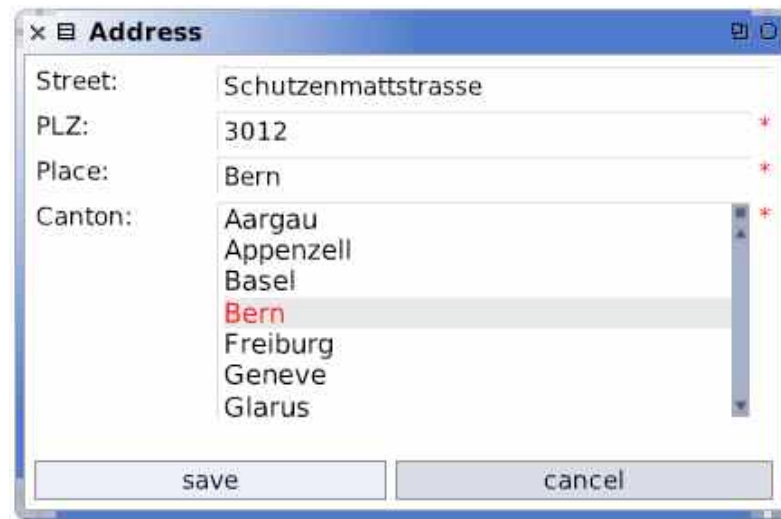 Address
Street: Schutzenmattstrasse
PLZ: 3012 *
Place: Bern *
Canton: Aargau *
Appenzell
Basel
Bern
Freiburg
Geneve
Glarus
save cancel